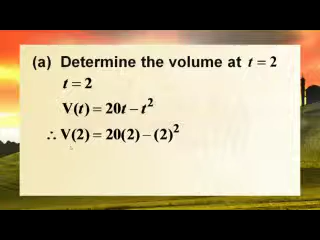 (a) Determine the volume at t = 2
t = 2
V(t) = 20t – t²
∴ V(2) = 20(2) – (2)²